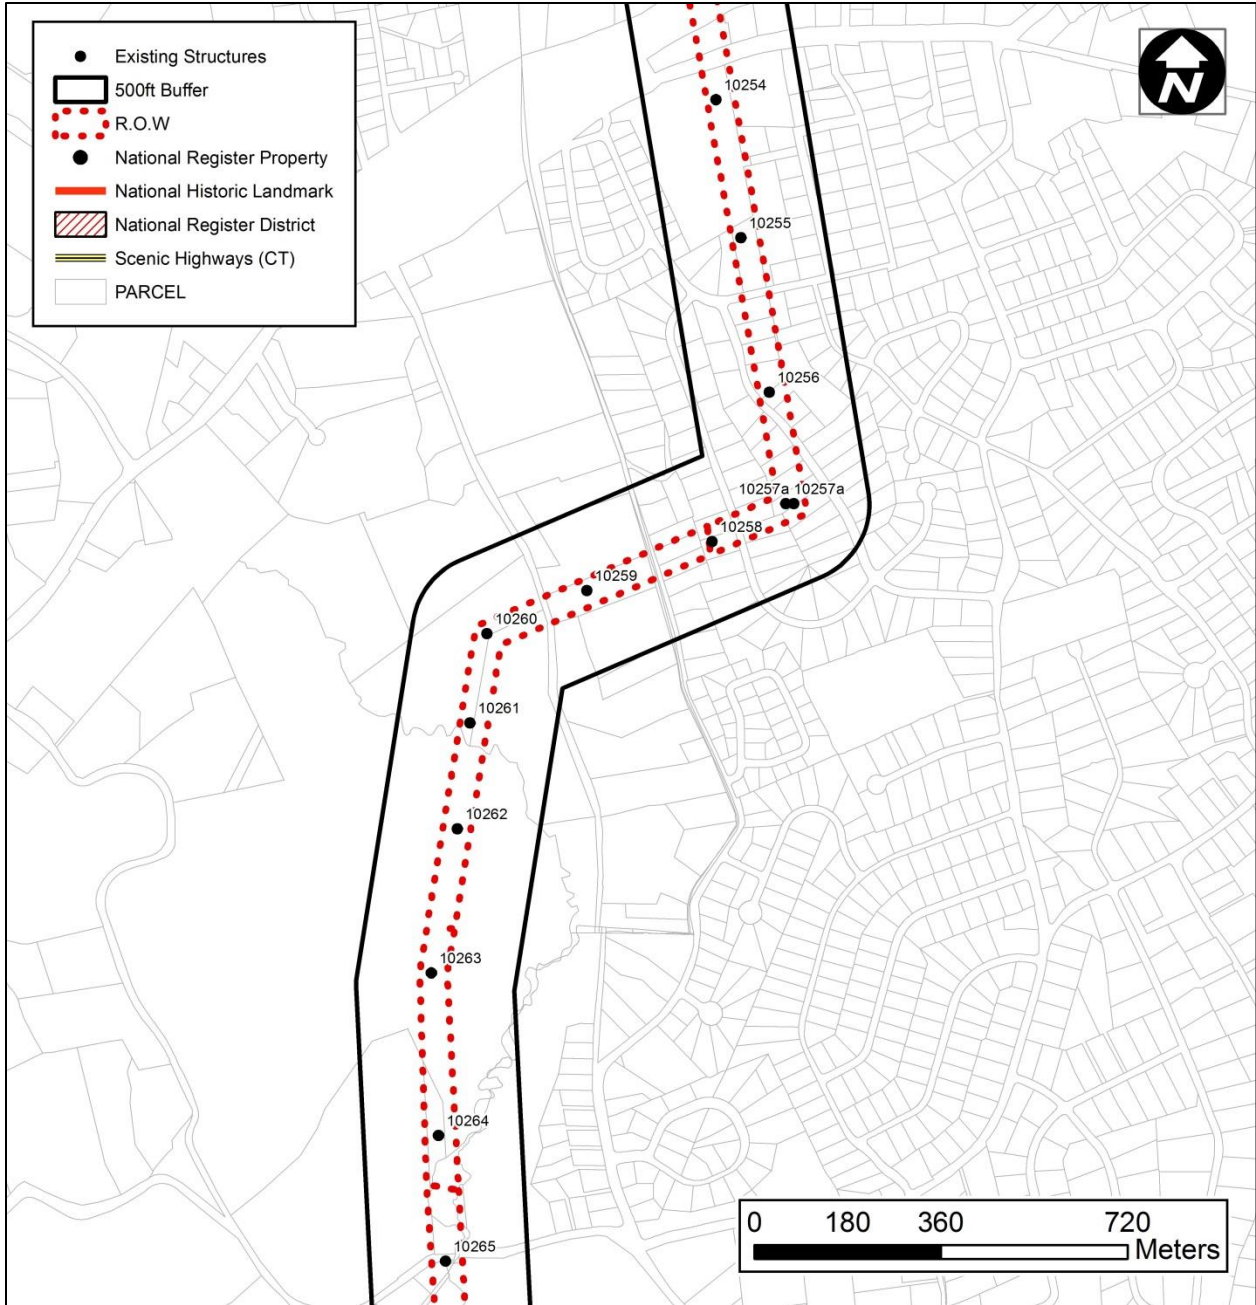 Existing Structures
500ft Buffer
R.O.W
National Register Property
National Historic Landmark
National Register District
Scenic Highways (CT)
PARCEL
N
10254
10255
10256
10257a 10257a
10258
10259
10260
10261
10262
10263
10264
10265
0 180 360 720
Meters